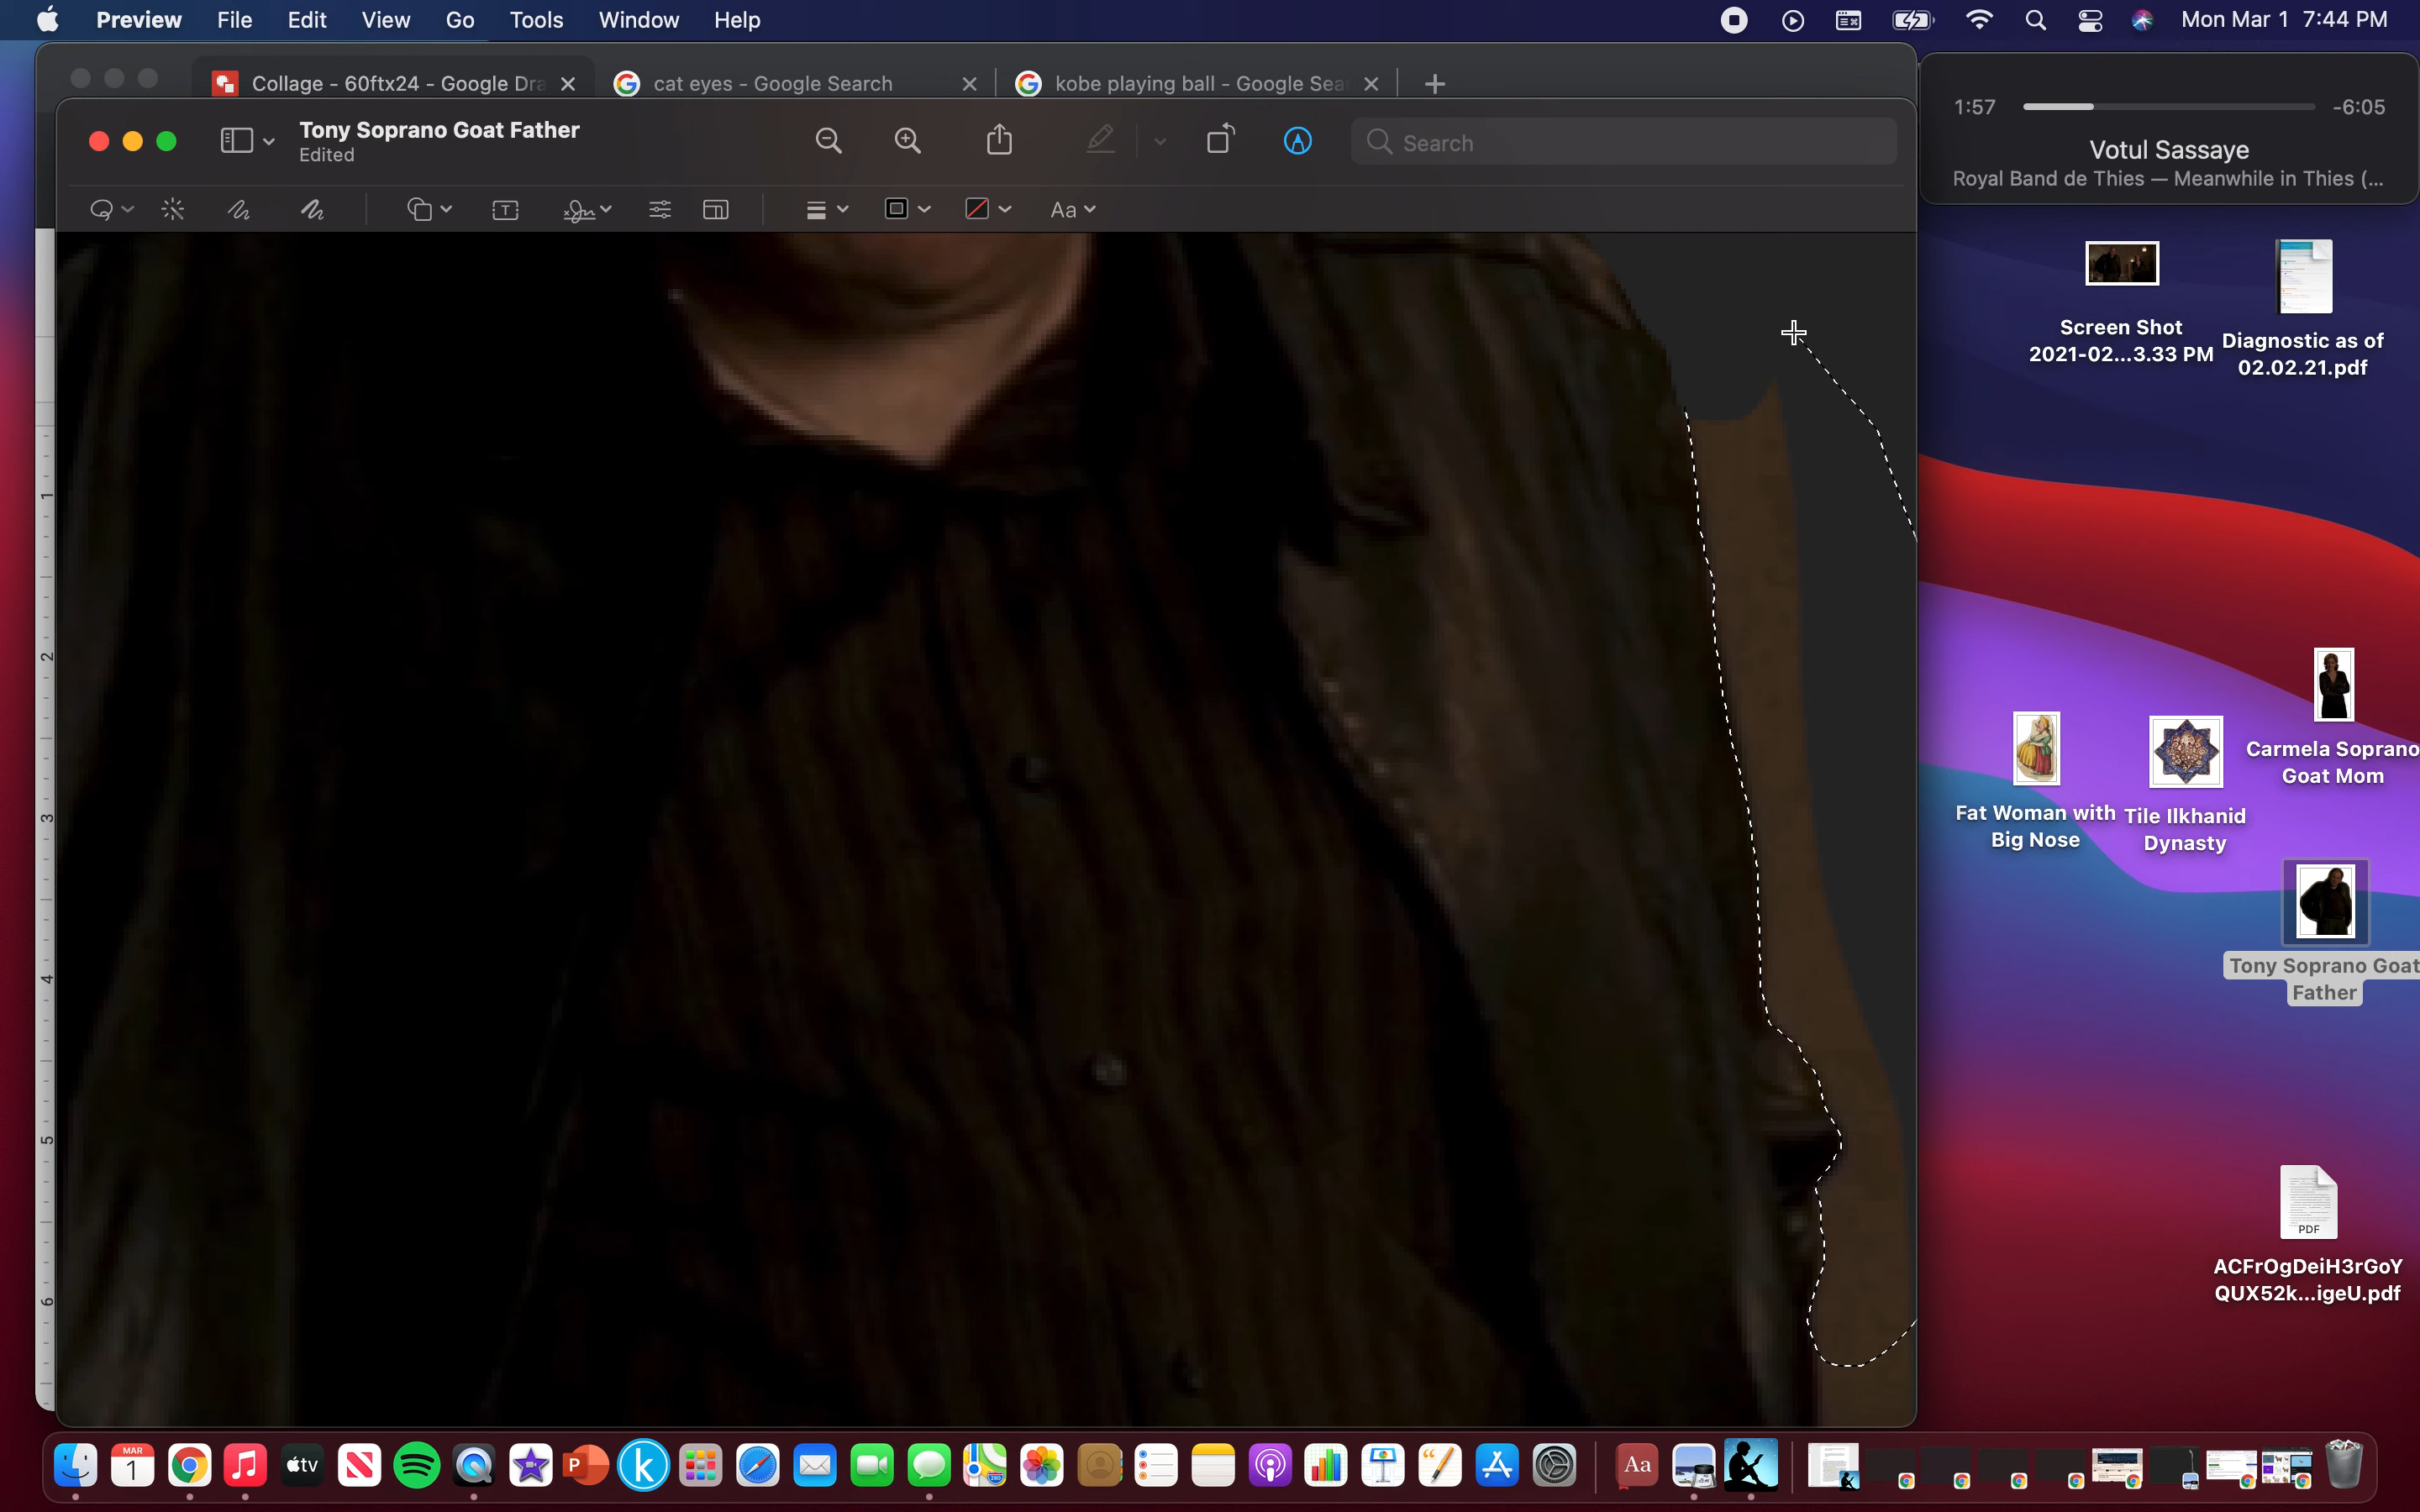 Preview File Edit View Go Tools Window Help Mon Mar 1 7:44 PM
Collage - 60ftx24 - Google Dra cat eyes - Google Search kobe playing ball - Google Sea
1:57 -6:05
Votul Sassaye
Royal Band de Thies — Meanwhile in Thies (...
Tony Soprano Goat Father
Edited
Search
T Aa
1
2
3
4
5
6
Screen Shot
2021-02...3.33 PM
Diagnostic as of
02.02.21.pdf
Carmela Soprano
Goat Mom
Fat Woman with
Big Nose
Tile Ilkhanid
Dynasty
Tony Soprano Goat
Father
PDF
ACFrOgDeiH3rGoY
QUX52k...igeU.pdf
MAR
1
tv
P
k
280
Aa